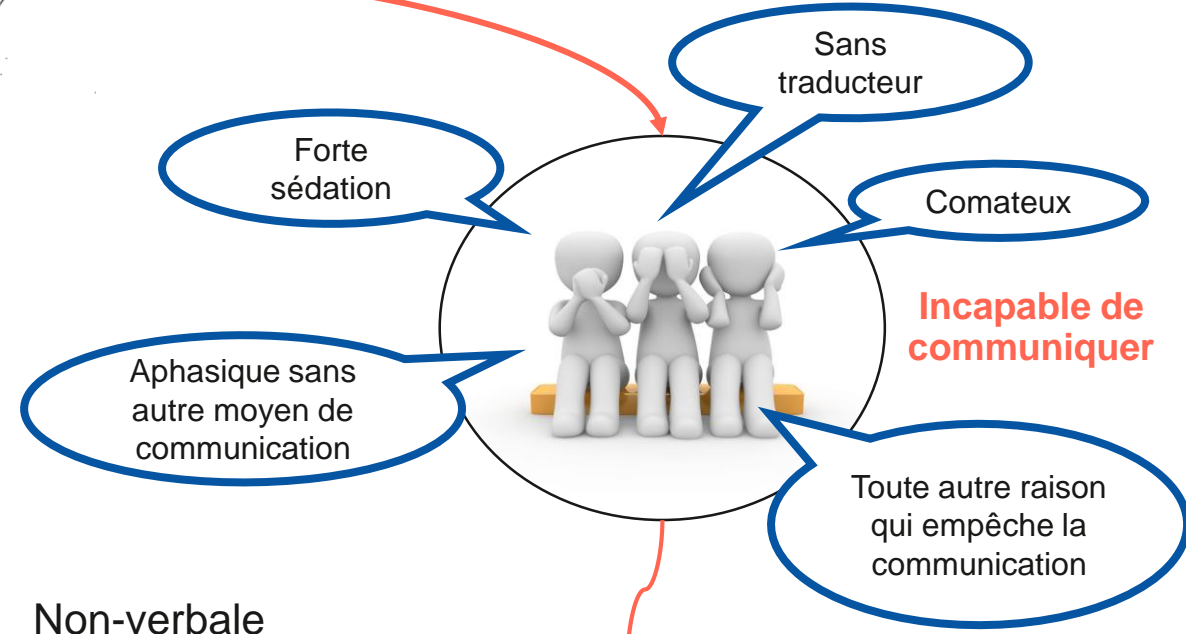 Sans
traducteur
Forte
sédation
Comateux
Incapable de
communiquer
Aphasique sans
autre moyen de
communication
Toute autre raison
qui empêche la
communication
Non-verbale